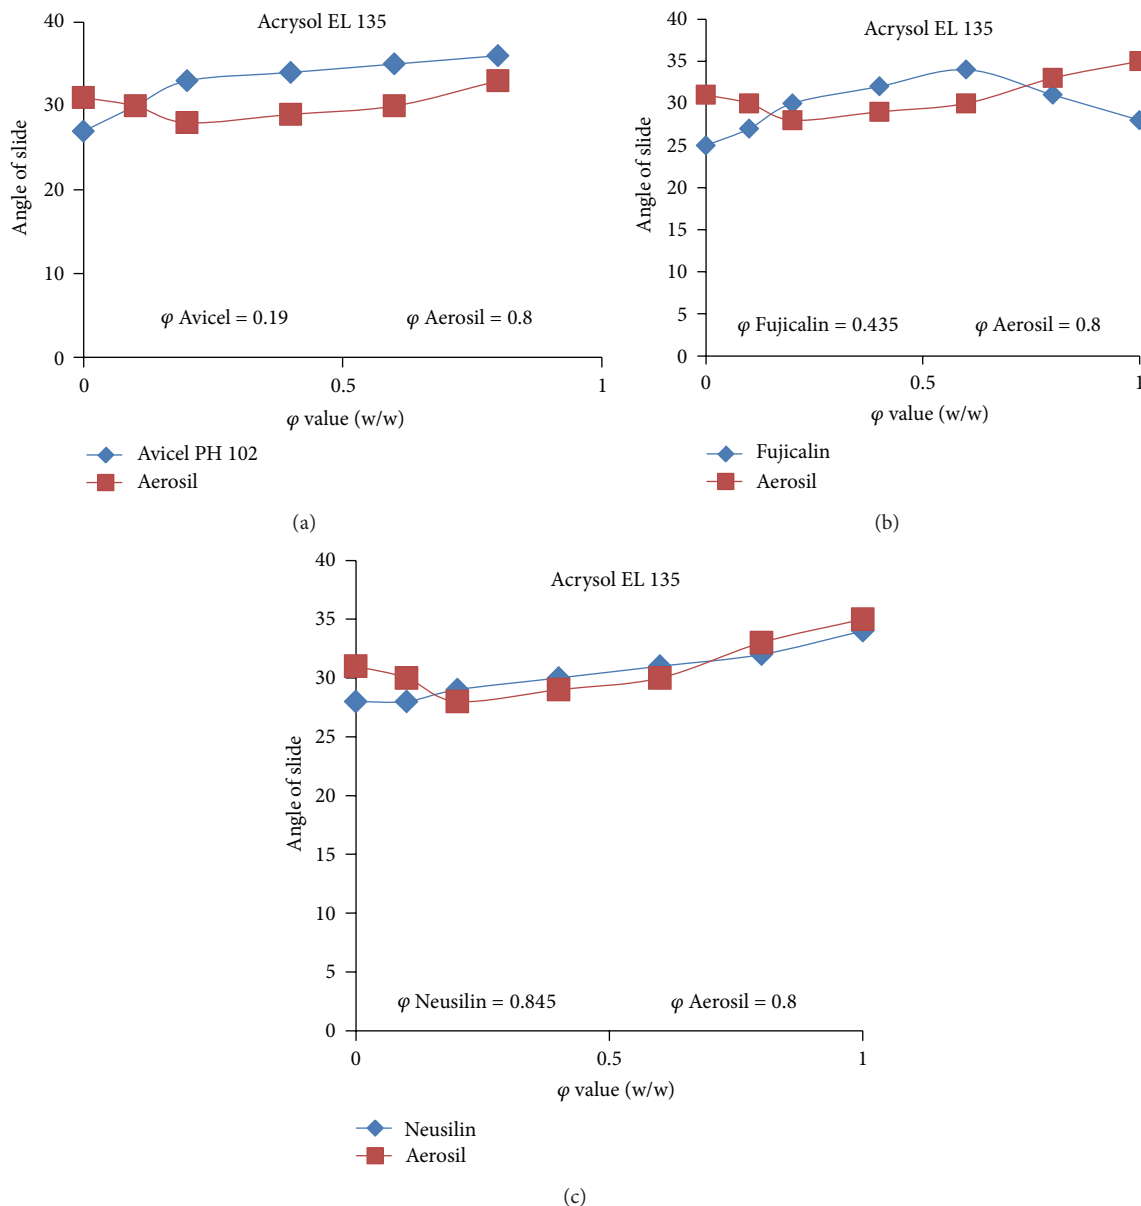 Acrysol EL 135
40
30
20
10
0
Angle of slide
φ Avicel = 0.19
φ Aerosil = 0.8
0
0.5
1
φ value (w/w)
Avicel PH 102
Aerosil
(a)
Acrysol EL 135
40
35
30
25
20
15
10
5
0
Angle of slide
φ Fujicalin = 0.435
φ Aerosil = 0.8
0
0.5
1
φ value (w/w)
Fujicalin
Aerosil
(b)
Acrysol EL 135
40
35
30
25
20
15
10
5
0
Angle of slide
φ Neusilin = 0.845
φ Aerosil = 0.8
0
0.5
1
φ value (w/w)
Neusilin
Aerosil
(c)